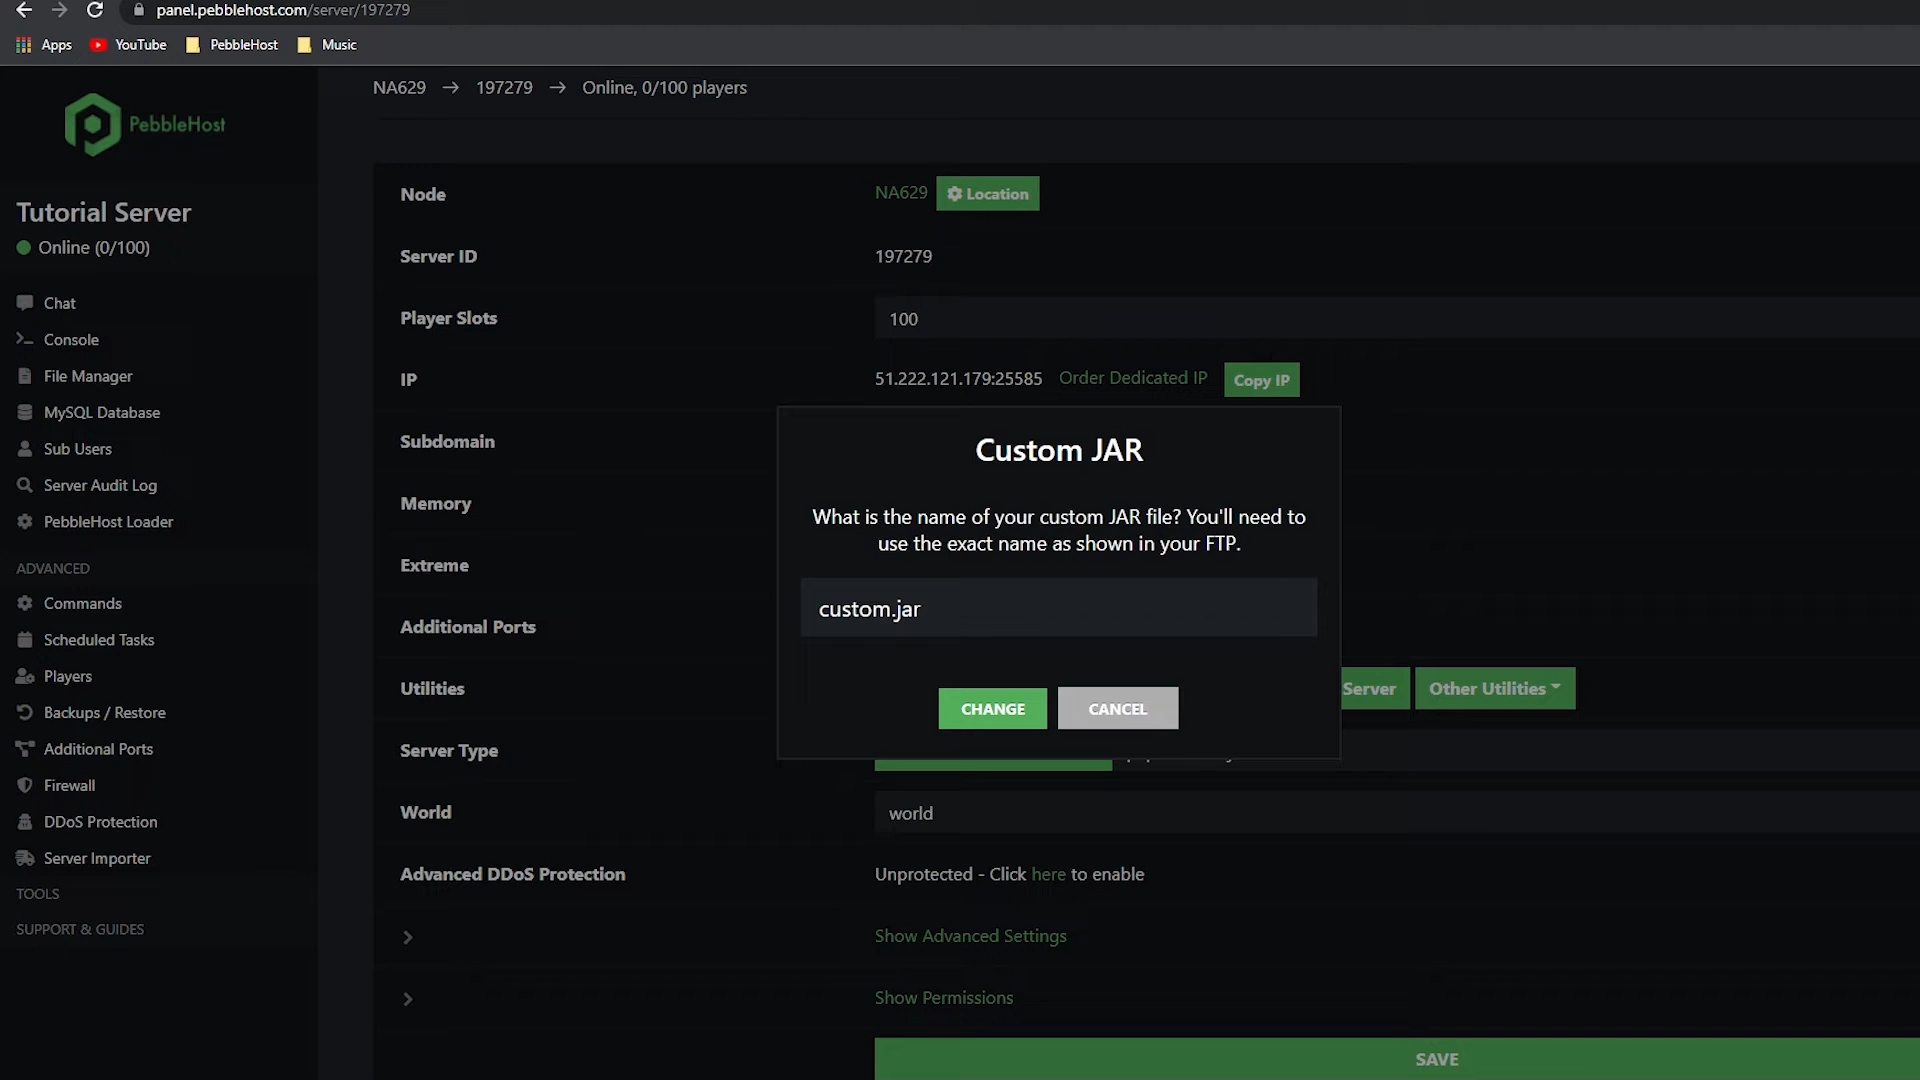 panel.pebblehost.com/server/197279
Apps YouTube PebbleHost Music
PebbleHost
Tutorial Server
Online (0/100)
Chat
Console
File Manager
MySQL Database
Sub Users
Server Audit Log
PebbleHost Loader
ADVANCED
Commands
Scheduled Tasks
Players
Backups / Restore
Additional Ports
Firewall
DDoS Protection
Server Importer
TOOLS
SUPPORT & GUIDES
NA629 → 197279 → Online, 0/100 players
Node NA629 Location
Server ID 197279
Player Slots 100
IP 51.222.121.179:25585 Order Dedicated IP Copy IP
Subdomain
Memory
Extreme
Additional Ports
Utilities Server Other Utilities
Server Type
World world
Advanced DDoS Protection Unprotected - Click here to enable
Show Advanced Settings
Show Permissions
SAVE
Custom JAR
What is the name of your custom JAR file? You'll need to
use the exact name as shown in your FTP.
custom.jar
CHANGE CANCEL